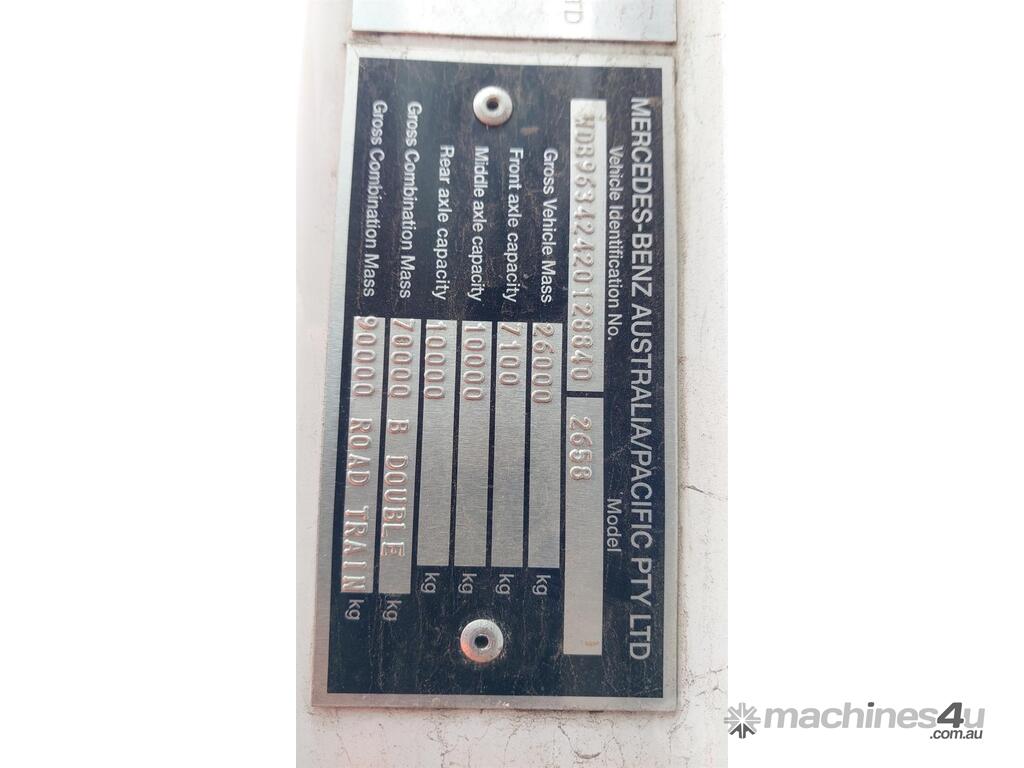 LTD
MERCEDES-BENZ AUSTRALIA/PACIFIC PTY LTD
Vehicle Identification No. Model
WDB96342420128840 2658
Gross Vehicle Mass 26000 kg
Front axle capacity 7100 kg
Middle axle capacity 10000 kg
Rear axle capacity 10000 kg
Gross Combination Mass 70000 B DOUBLE kg
Gross Combination Mass 90000 ROAD TRAIN kg
machines4u
.com.au